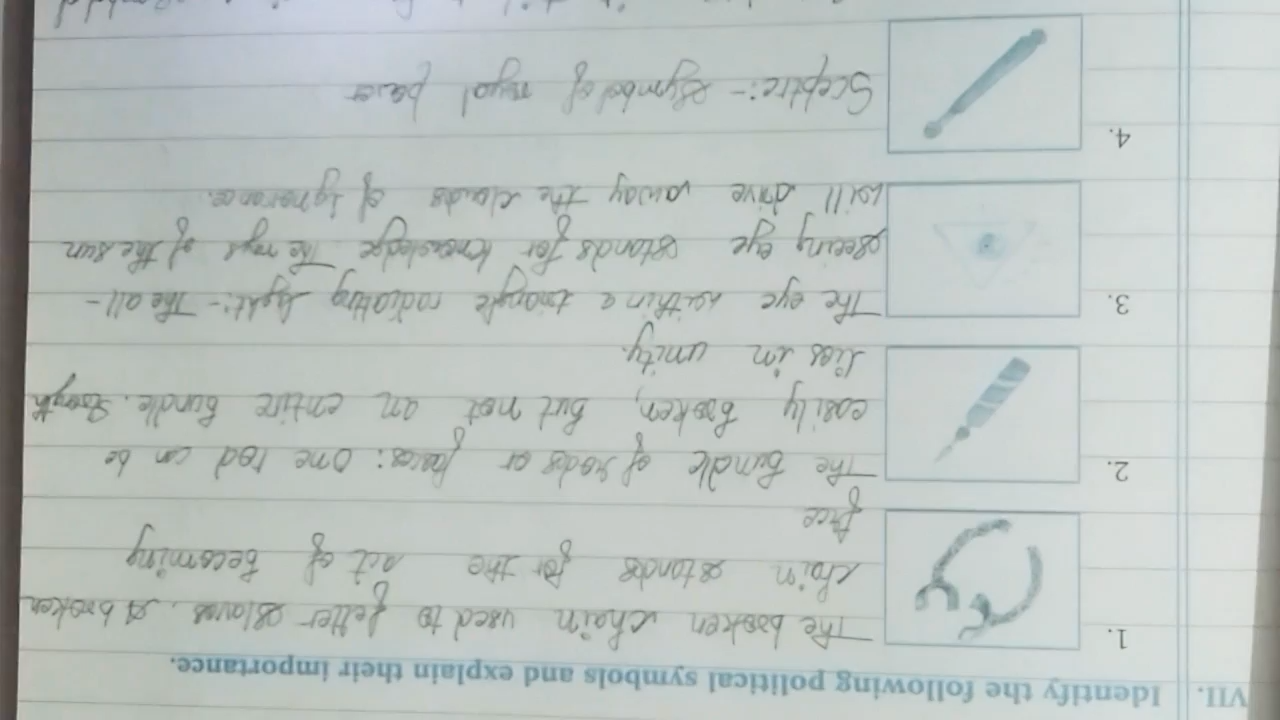 VII. Identify the following political symbols and explain their importance.
1.
The broken chain used to fetter slaves. A broken
chain stands for the act of becoming
free
2.
The Bundle of rods or fasces: One rod can be
easily broken, But not an entire Bundle. Strength
lies in unity.
3.
The eye within a triangle radiating light:- The all-
seeing eye stands for knowledge. The rays of the sun
will drive away the clouds of Ignorance.
4.
Sceptre:- Symbol of royal power